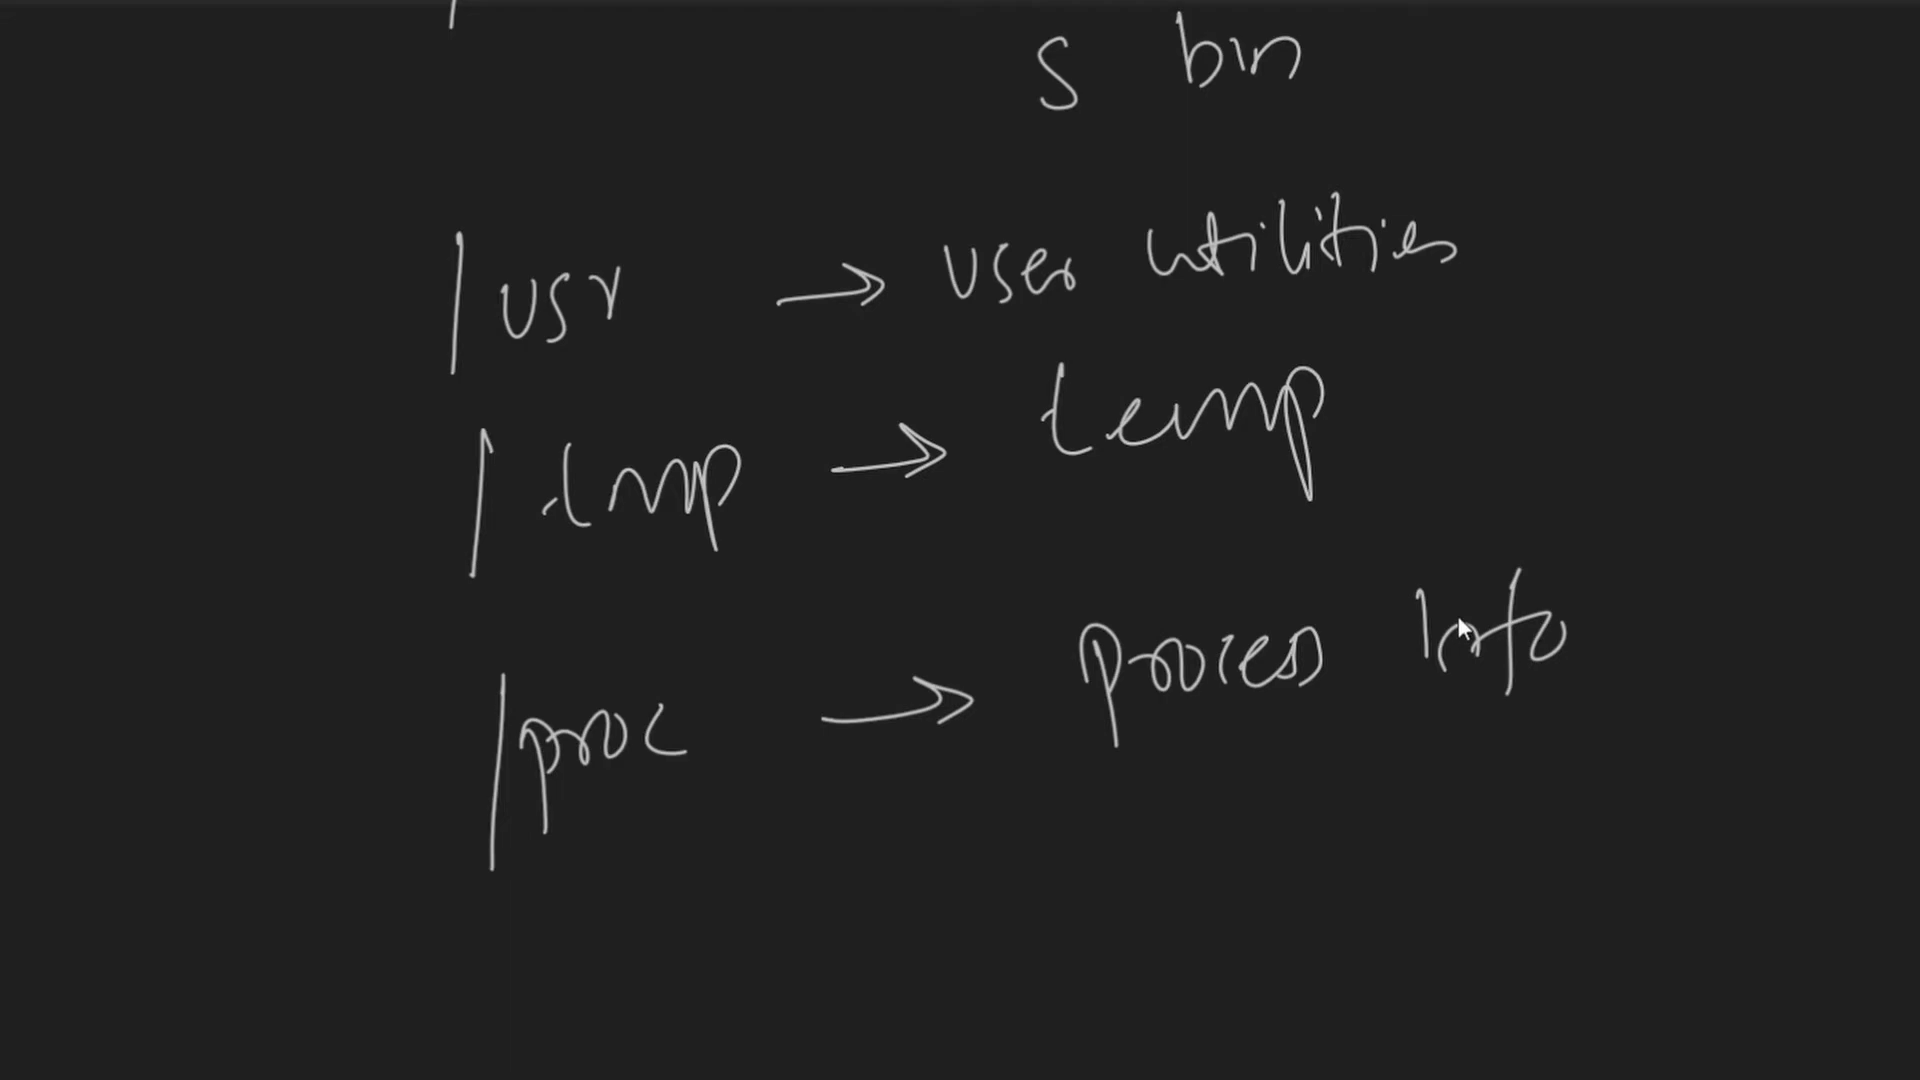 s bin
/usr → user utilities
/tmp → temp
/proc → process info